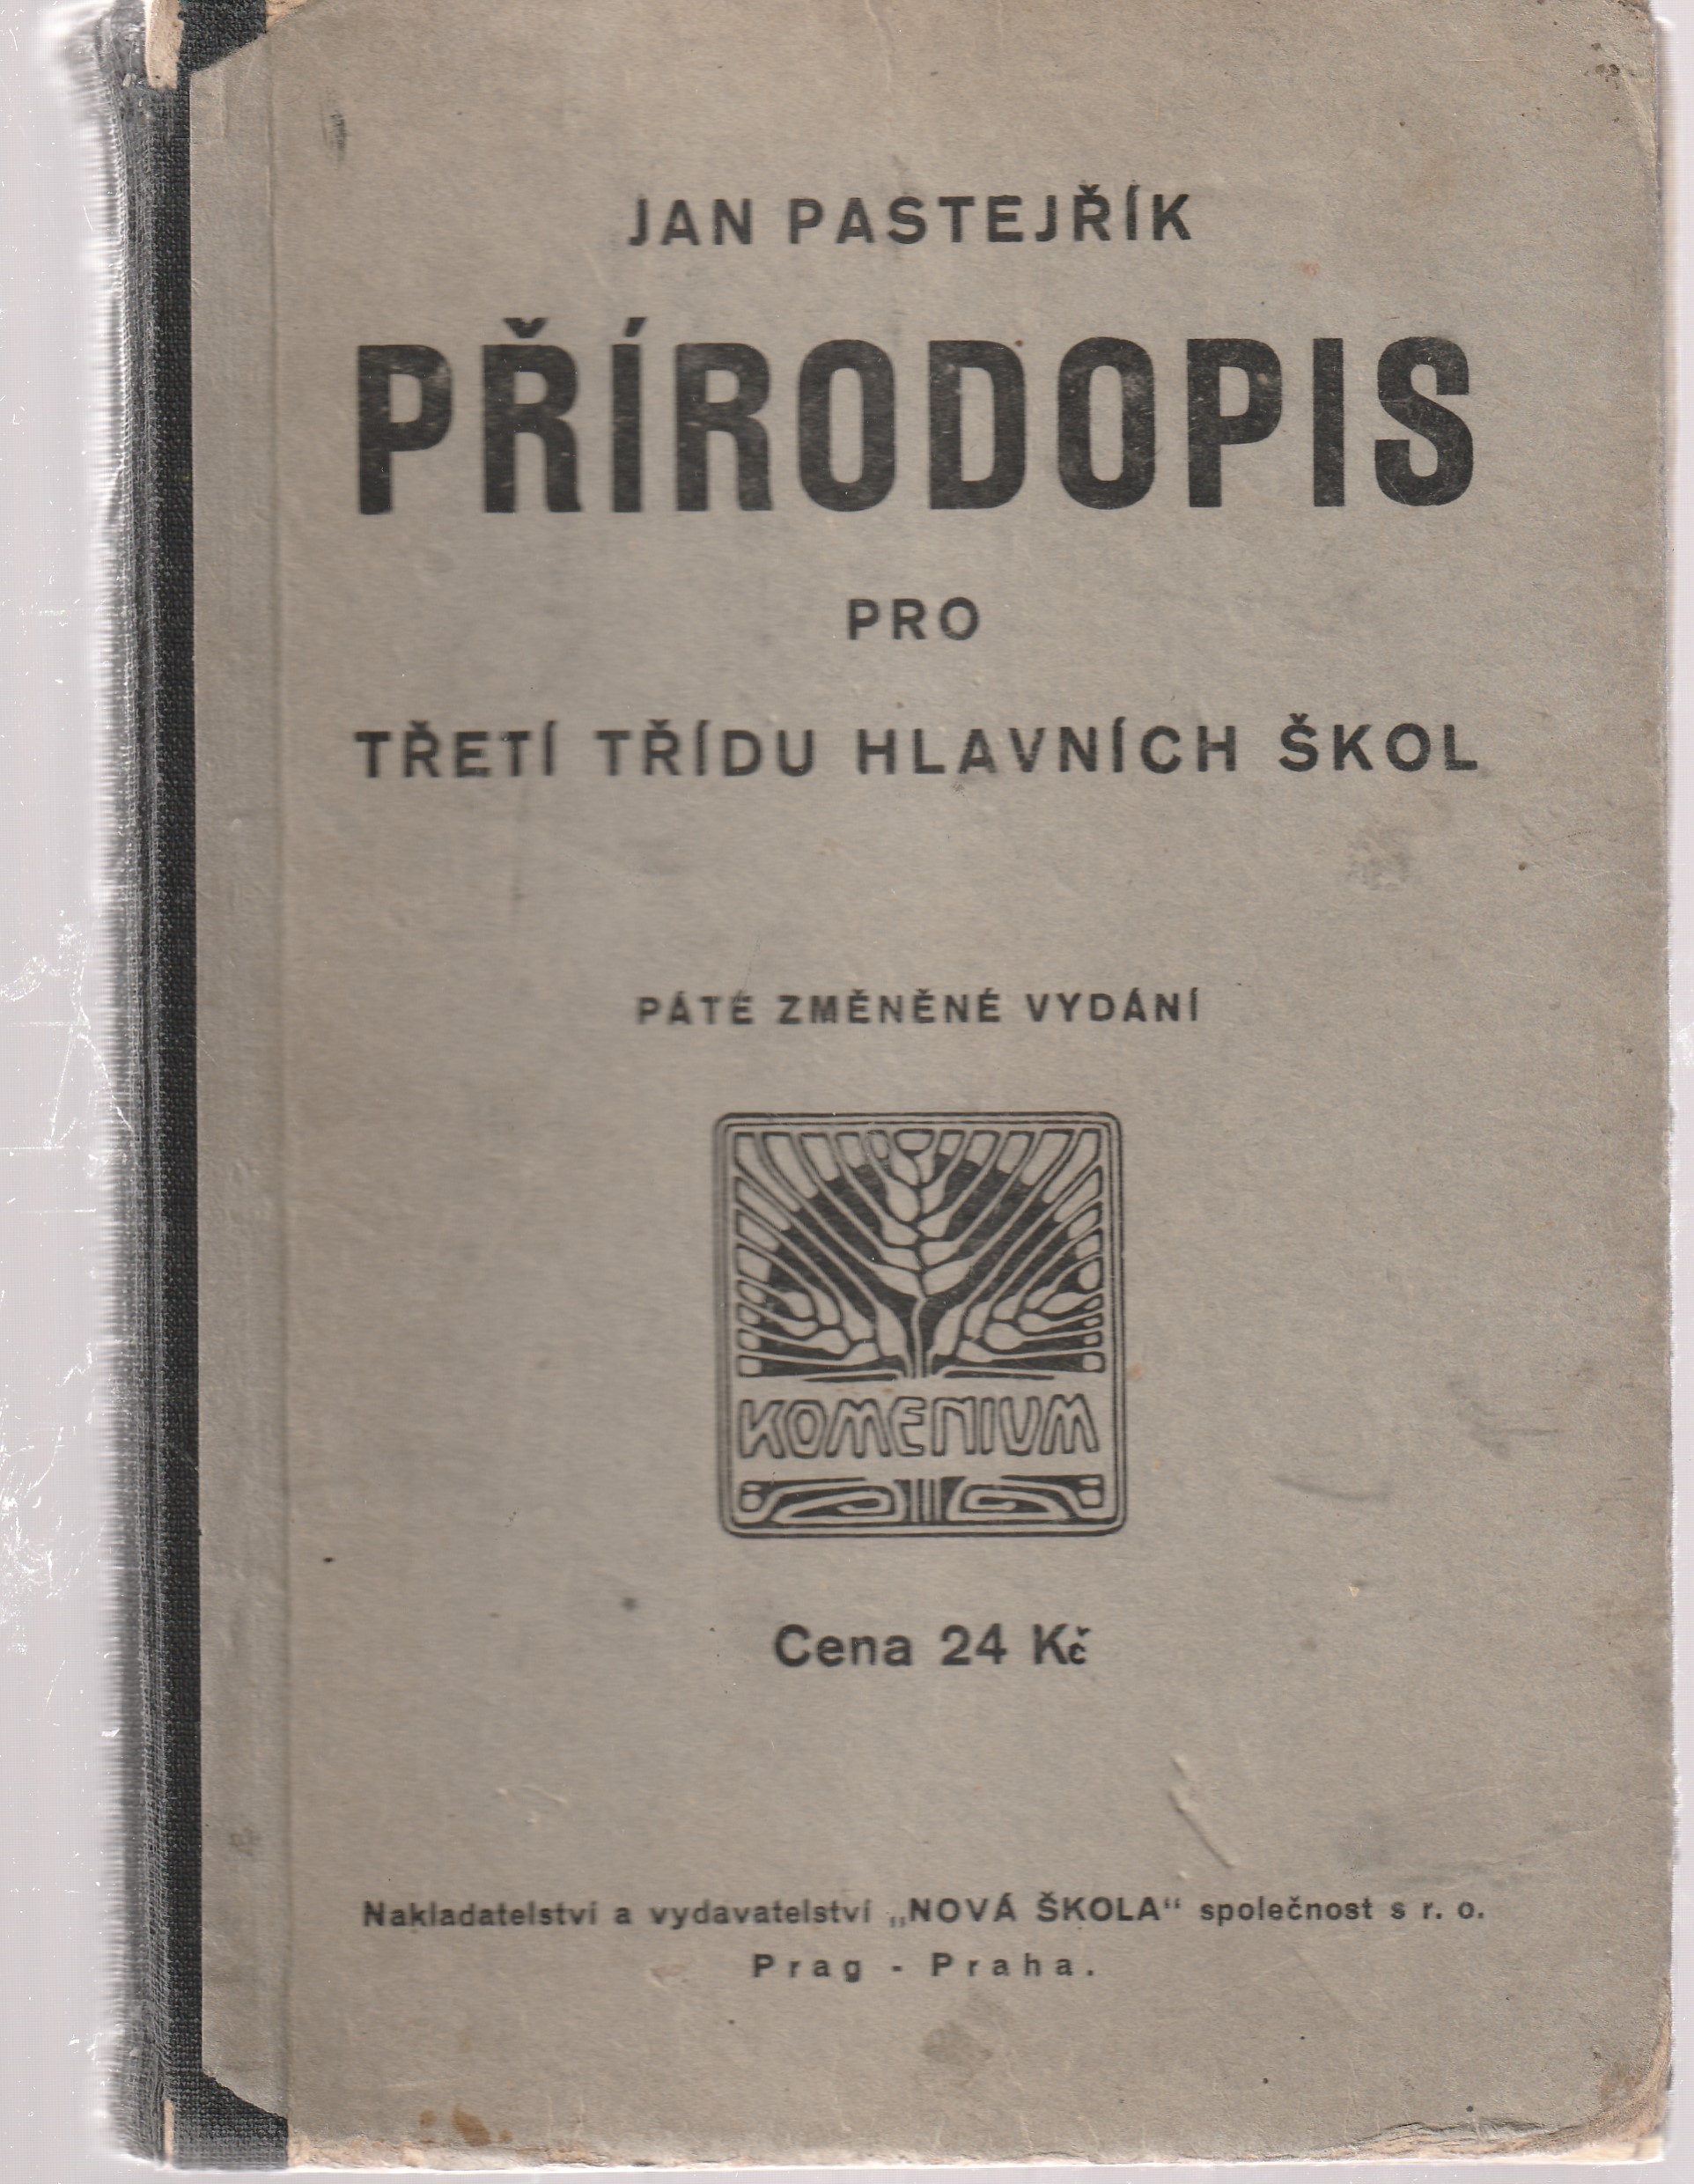 JAN PASTEJŘÍK
PŘÍRODOPIS
PRO
TŘETÍ TŘÍDU HLAVNÍCH ŠKOL
PÁTÉ ZMĚNĚNÉ VYDÁNÍ
KOMENIUM
Cena 24 Kč
Nakladatelství a vydavatelství „NOVÁ ŠKOLA“ společnost s r. o.
Prag - Praha.